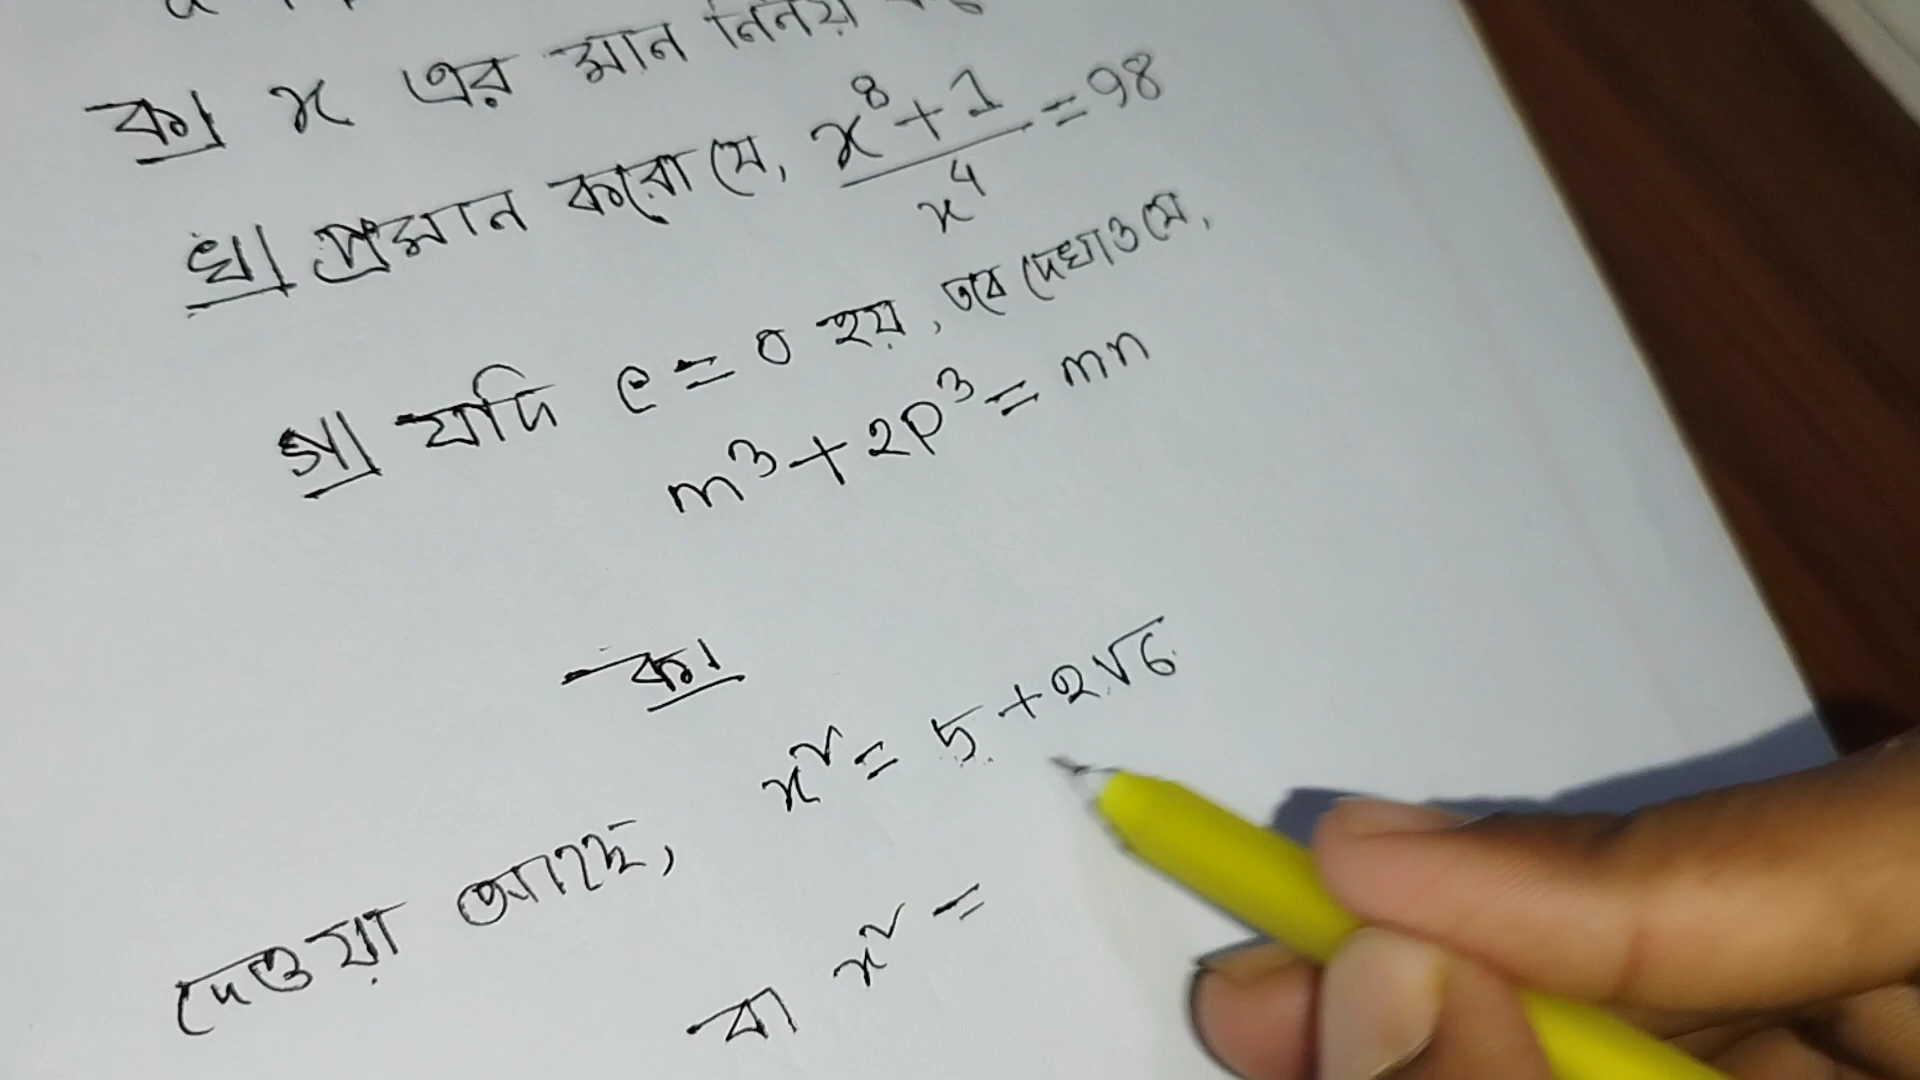 ক। x এর মান নির্নয়
খ। প্রমান করো যে, x⁸+1/x⁴ = 98
গ। যদি e = 0 হয়, তবে দেখাও যে,
m³+2P³ = mn
ক।
দেওয়া আছে, x² = 5+2√6
বা x² =